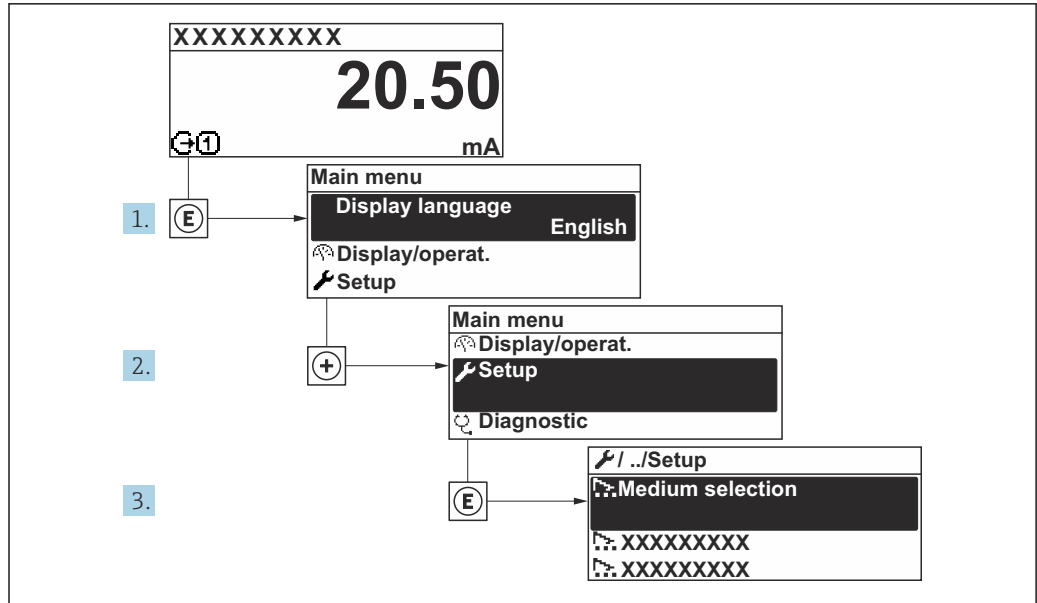 XXXXXXXXX
20.50
1 mA
Main menu
Display language
English
Display/operat.
Setup
1. E
Main menu
Display/operat.
Setup
Diagnostic
2. +
/ ../Setup
Medium selection
XXXXXXXXX
XXXXXXXXX
3. E